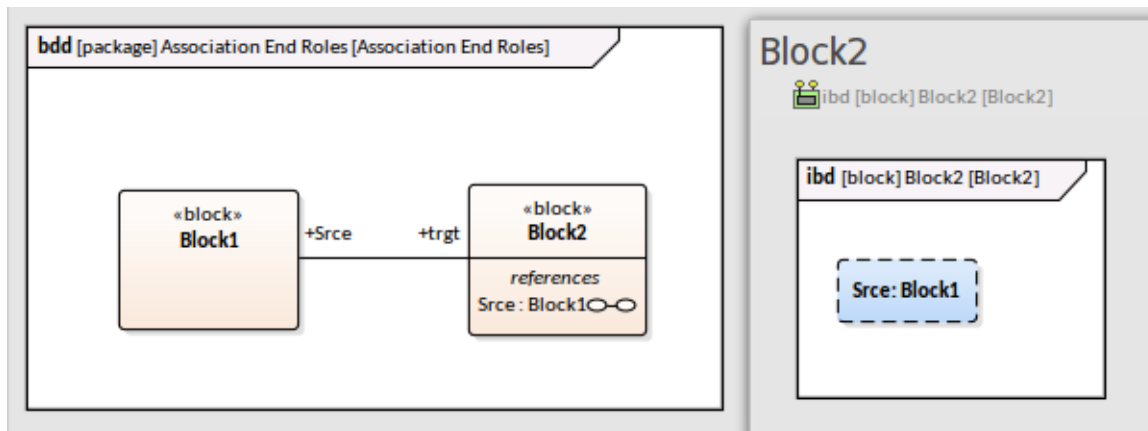 bdd [package] Association End Roles [Association End Roles]
«block»
Block1
+Srce
+trgt
«block»
Block2
references
Srce : Block1
Block2
ibd [block] Block2 [Block2]
ibd [block] Block2 [Block2]
Srce: Block1